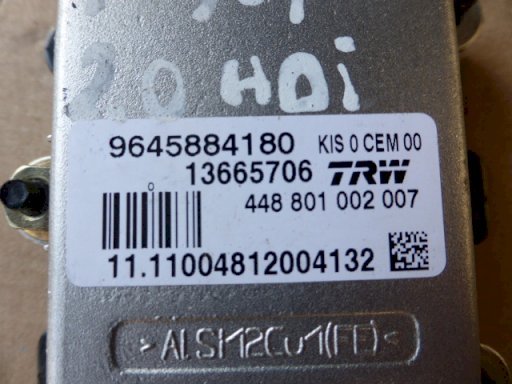 2.0 HDi
9645884180 KIS 0 CEM 00
13665706 TRW
448 801 002 007
11.11004812004132
>ALSI12Cu1(FE)<